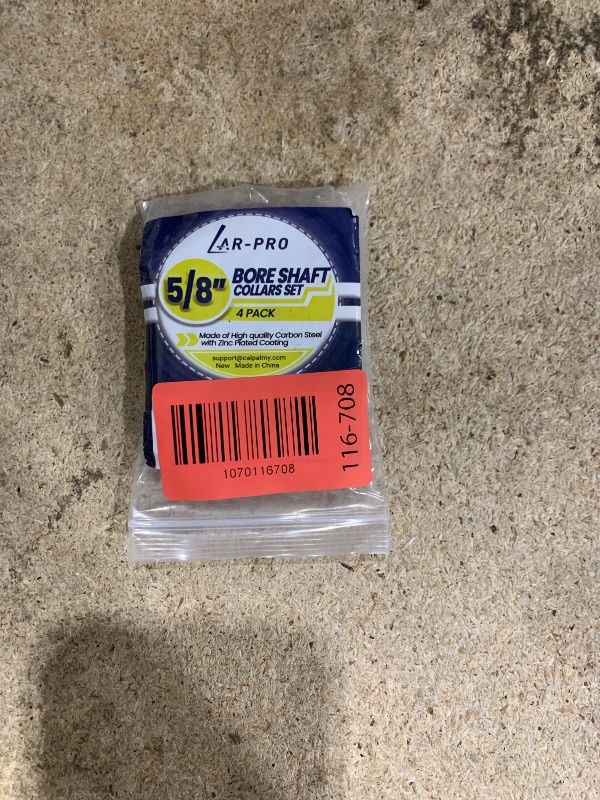 AR-PRO
5/8"
BORE SHAFT
COLLARS SET
4 PACK
Made of High quality Carbon Steel
with Zinc Plated Coating
support@calpalmy.com
New Made in China
116-708
1070116708